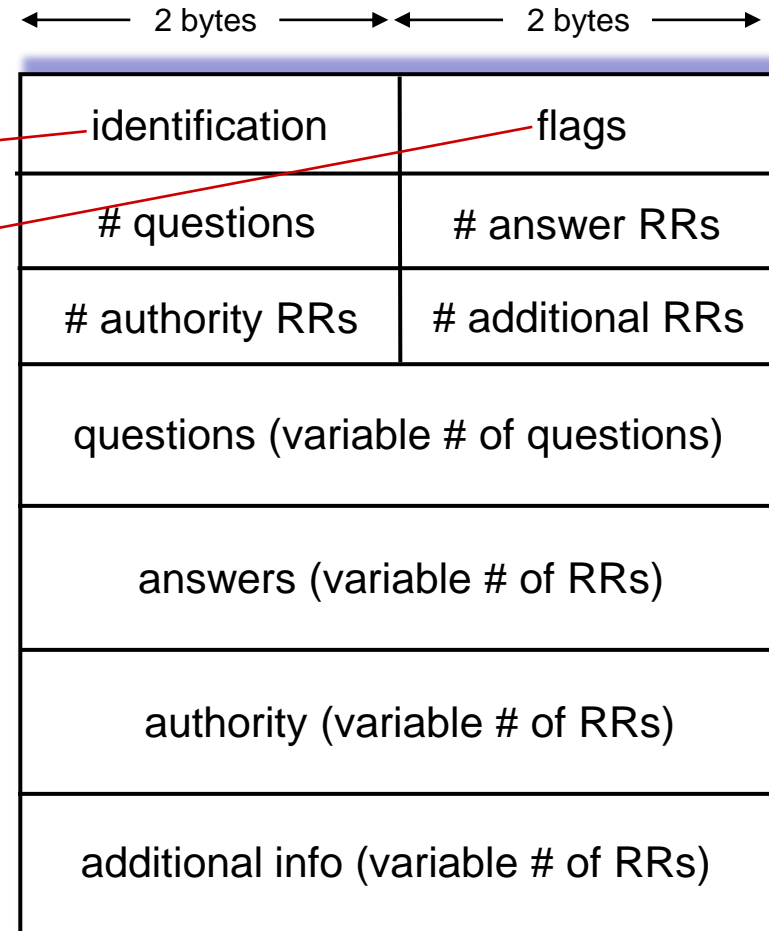 2 bytes 2 bytes
identification flags
# questions # answer RRs
# authority RRs # additional RRs
questions (variable # of questions)
answers (variable # of RRs)
authority (variable # of RRs)
additional info (variable # of RRs)